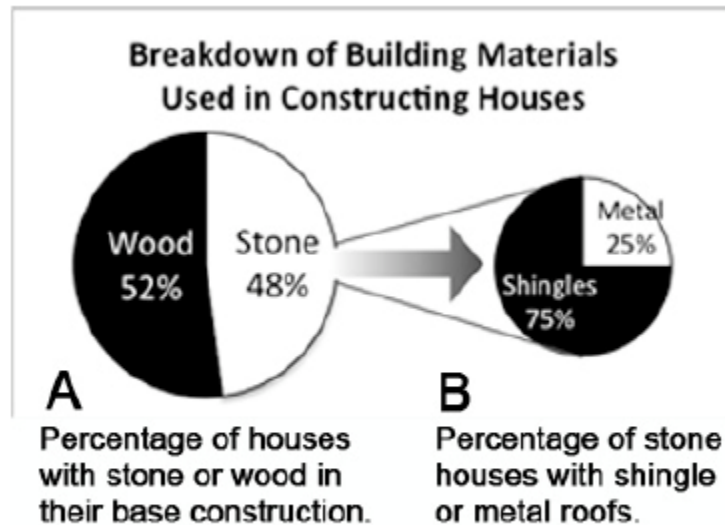 Breakdown of Building Materials
Used in Constructing Houses
Wood
52%
Stone
48%
Metal
25%
Shingles
75%
A
Percentage of houses
with stone or wood in
their base construction.
B
Percentage of stone
houses with shingle
or metal roofs.